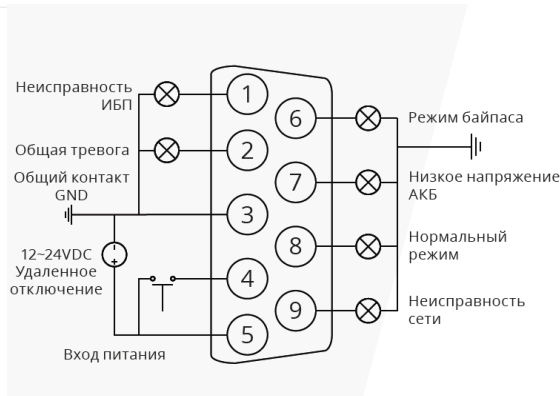 Неисправность
ИБП
1
6
Режим байпаса
Общая тревога
2
Общий контакт
GND
7
Низкое напряжение
АКБ
3
12~24VDC
Удаленное
отключение
8
Нормальный
режим
4
9
Неисправность
сети
5
Вход питания